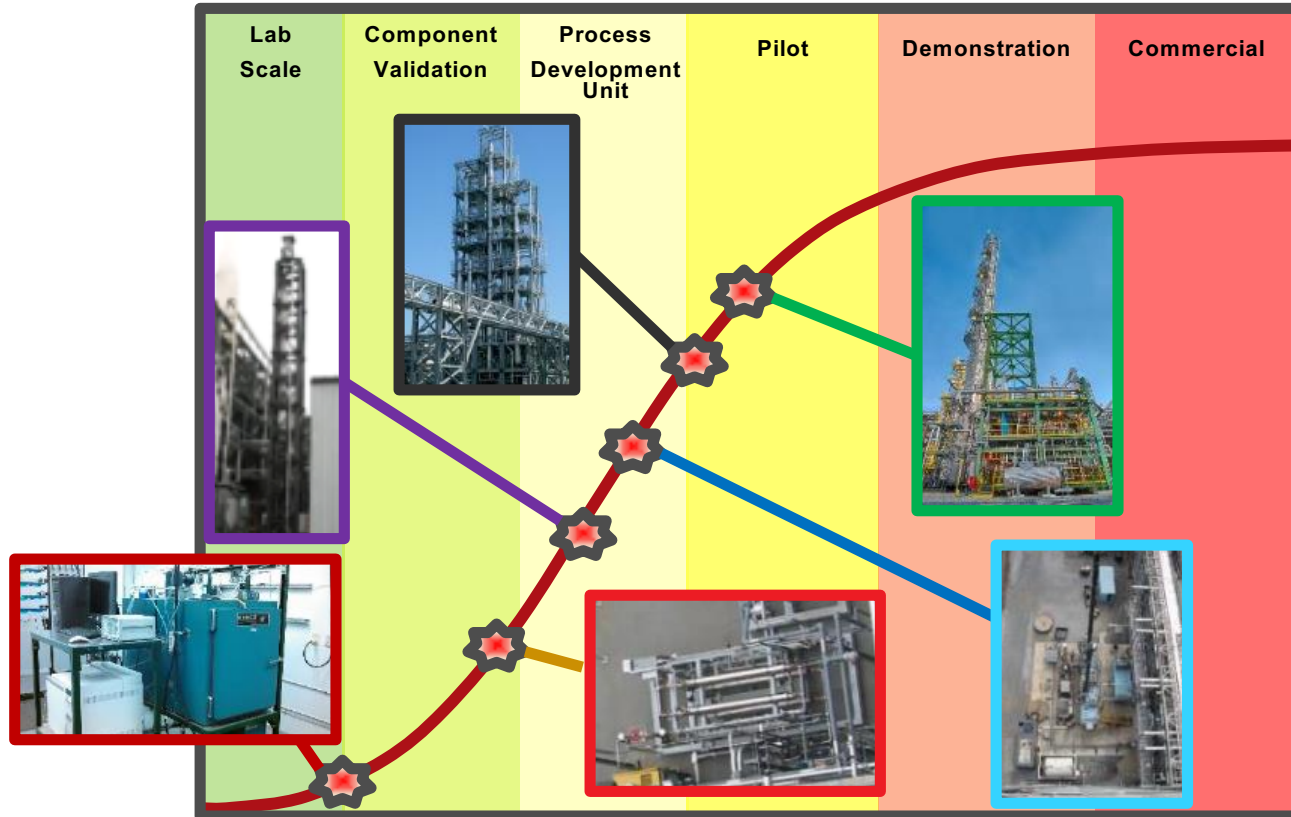 Lab
Scale
Component
Validation
Process
Development
Unit
Pilot
Demonstration
Commercial